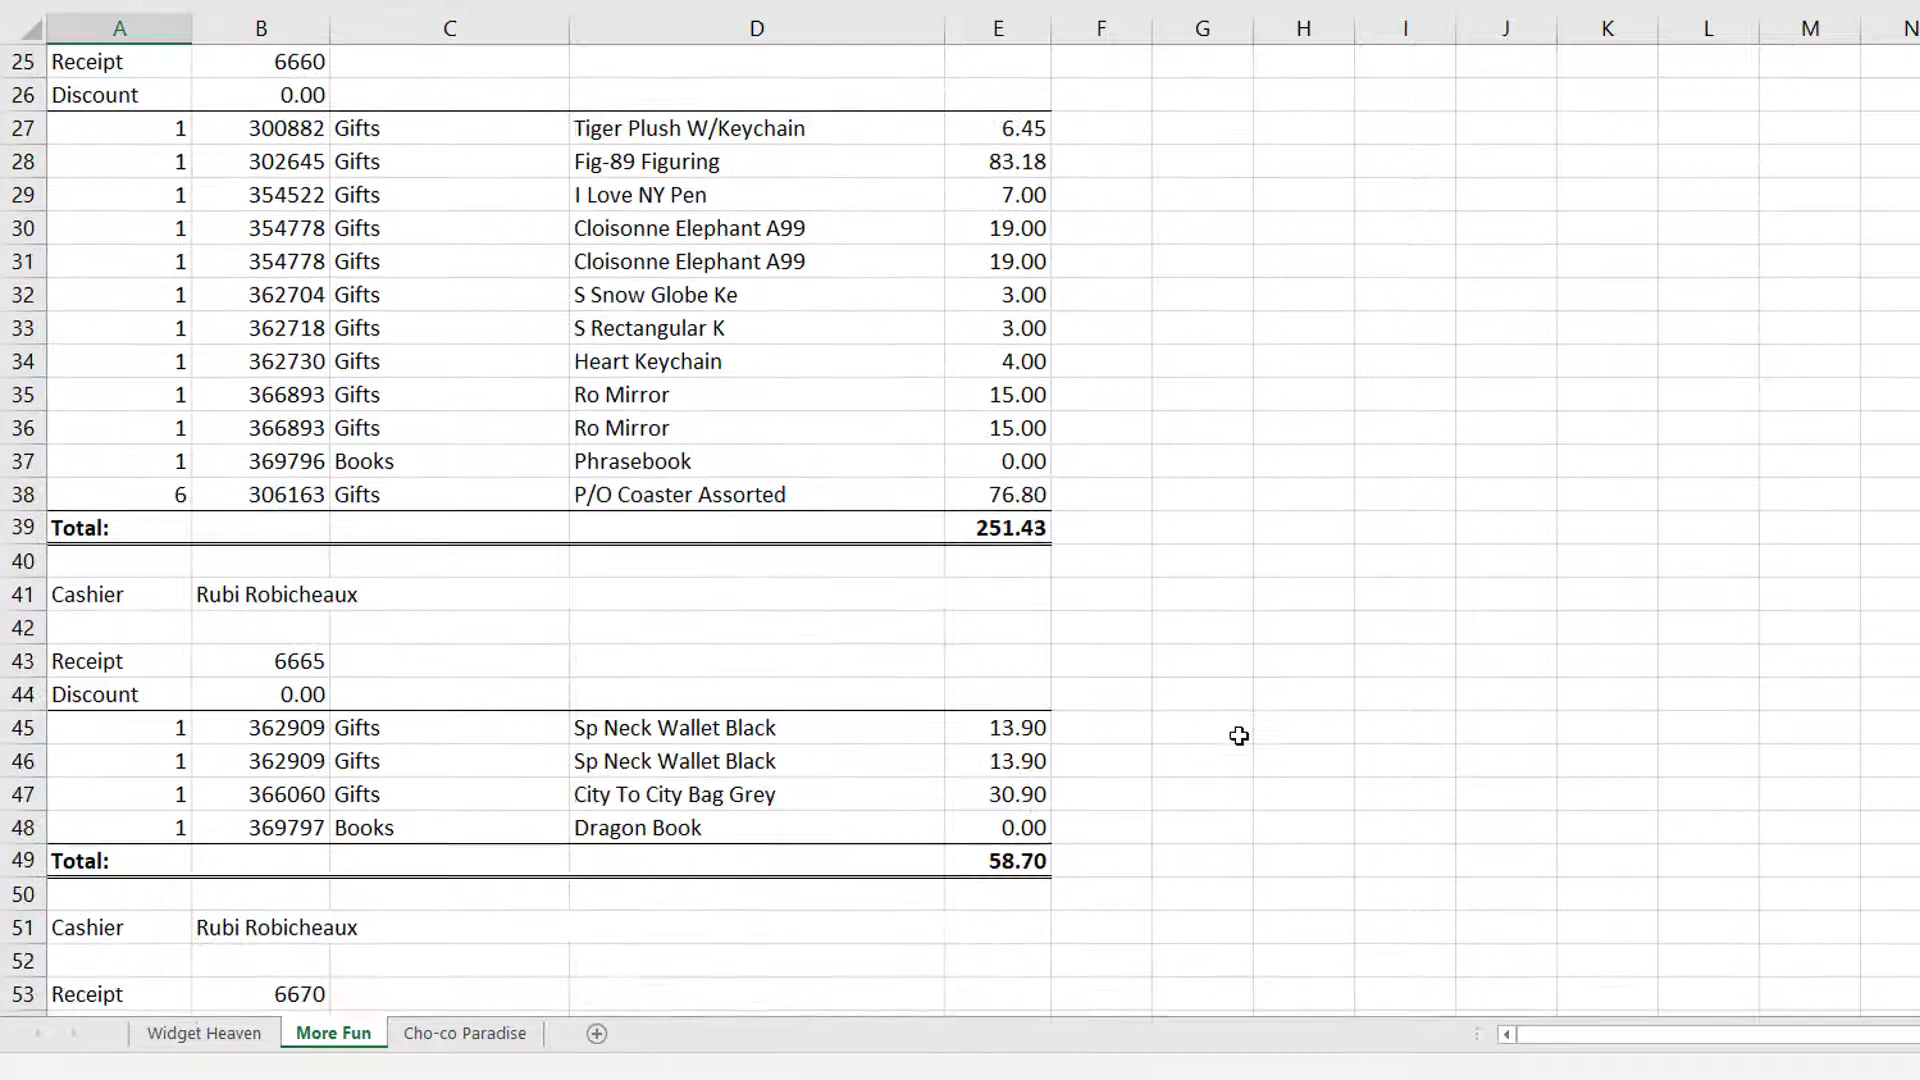 A B C D E F G H I J K L M N
25 Receipt 6660
26 Discount 0.00
27 1 300882 Gifts Tiger Plush W/Keychain 6.45
28 1 302645 Gifts Fig-89 Figuring 83.18
29 1 354522 Gifts I Love NY Pen 7.00
30 1 354778 Gifts Cloisonne Elephant A99 19.00
31 1 354778 Gifts Cloisonne Elephant A99 19.00
32 1 362704 Gifts S Snow Globe Ke 3.00
33 1 362718 Gifts S Rectangular K 3.00
34 1 362730 Gifts Heart Keychain 4.00
35 1 366893 Gifts Ro Mirror 15.00
36 1 366893 Gifts Ro Mirror 15.00
37 1 369796 Books Phrasebook 0.00
38 6 306163 Gifts P/O Coaster Assorted 76.80
39 Total: 251.43
40
41 Cashier Rubi Robicheaux
42
43 Receipt 6665
44 Discount 0.00
45 1 362909 Gifts Sp Neck Wallet Black 13.90
46 1 362909 Gifts Sp Neck Wallet Black 13.90
47 1 366060 Gifts City To City Bag Grey 30.90
48 1 369797 Books Dragon Book 0.00
49 Total: 58.70
50
51 Cashier Rubi Robicheaux
52
53 Receipt 6670
Widget Heaven More Fun Cho-co Paradise